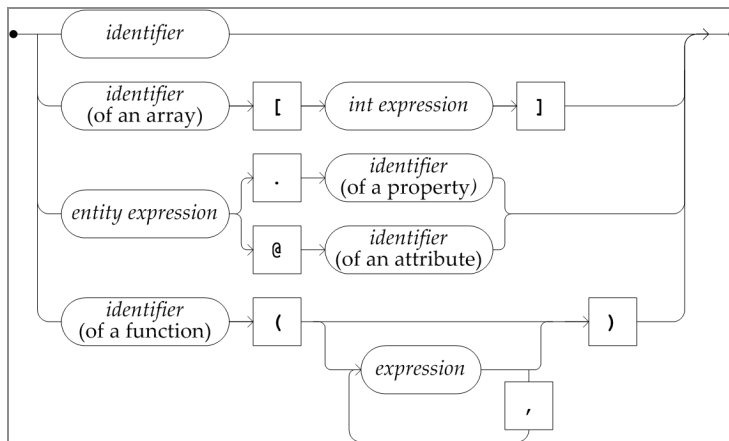 identifier
identifier
(of an array)
[
int expression
]
entity expression
.
identifier
(of a property)
@
identifier
(of an attribute)
identifier
(of a function)
(
expression
,
)